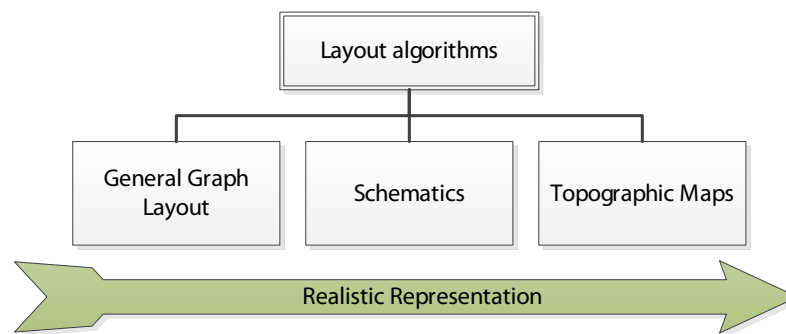 Layout algorithms
General Graph
Layout
Schematics
Topographic Maps
Realistic Representation